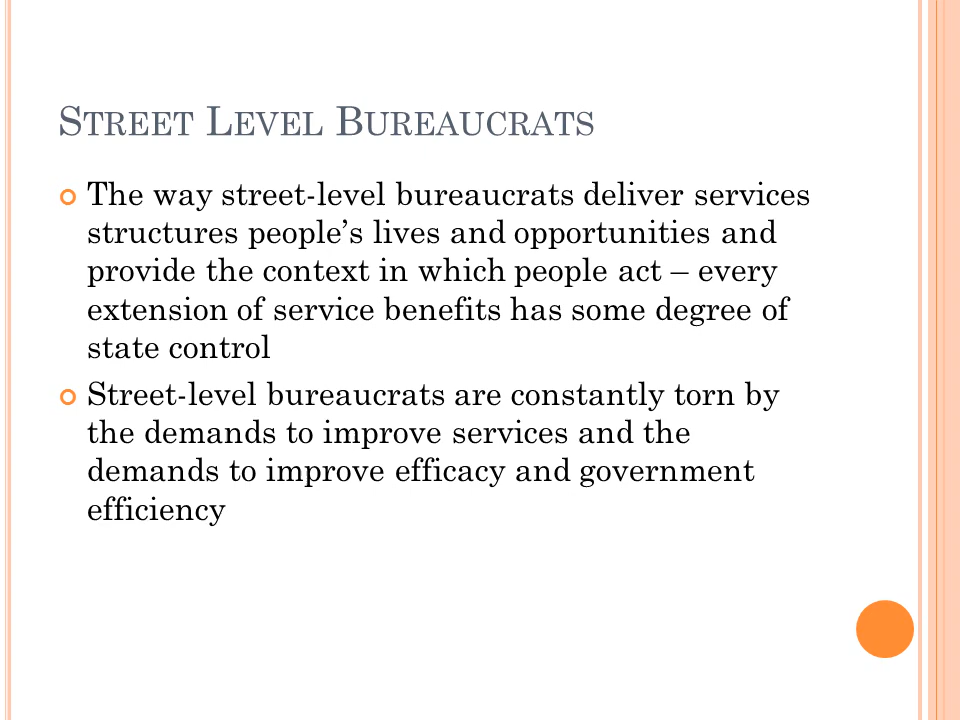 Street Level Bureaucrats
The way street-level bureaucrats deliver services
structures people’s lives and opportunities and
provide the context in which people act – every
extension of service benefits has some degree of
state control
Street-level bureaucrats are constantly torn by
the demands to improve services and the
demands to improve efficacy and government
efficiency